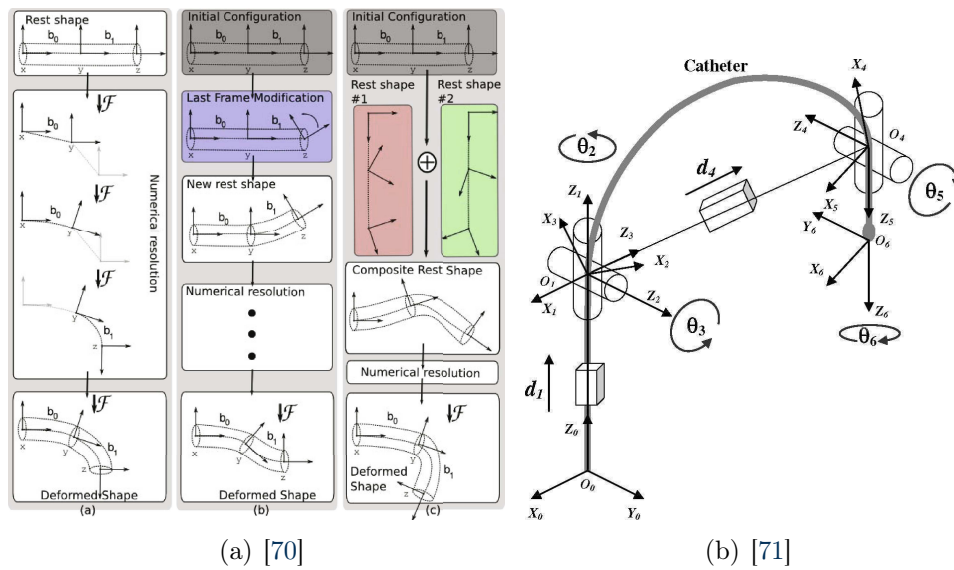 Rest shape
b0 b1
x y z
↓F
b0
x y
↓F
b0
x y
↓F
y
b1
z
Numerical resolution
↓F
b0
b1
x y z
Deformed Shape
(a)
Initial Configuration
b0 b1
x y z
Last Frame Modification
b0 b1
x y z
New rest shape
b0 b1
x y z
Numerical resolution
↓F
b0
b1
x y z
Deformed Shape
(b)
Initial Configuration
b0 b1
x y z
Rest shape
#1
Rest shape
#2
Composite Rest Shape
Numerical resolution
↓F
b0
x y
b1
Deformed
Shape
z
(c)
Catheter
X4
Z4
O4
θ2
d4
X5
Z5
θ5
Y6
O6
X6
Z6
θ6
Z1
X3
Z3
X2
O1
X1
Z2
θ3
d1
Z0
O0
X0
Y0
(a) [70]
(b) [71]